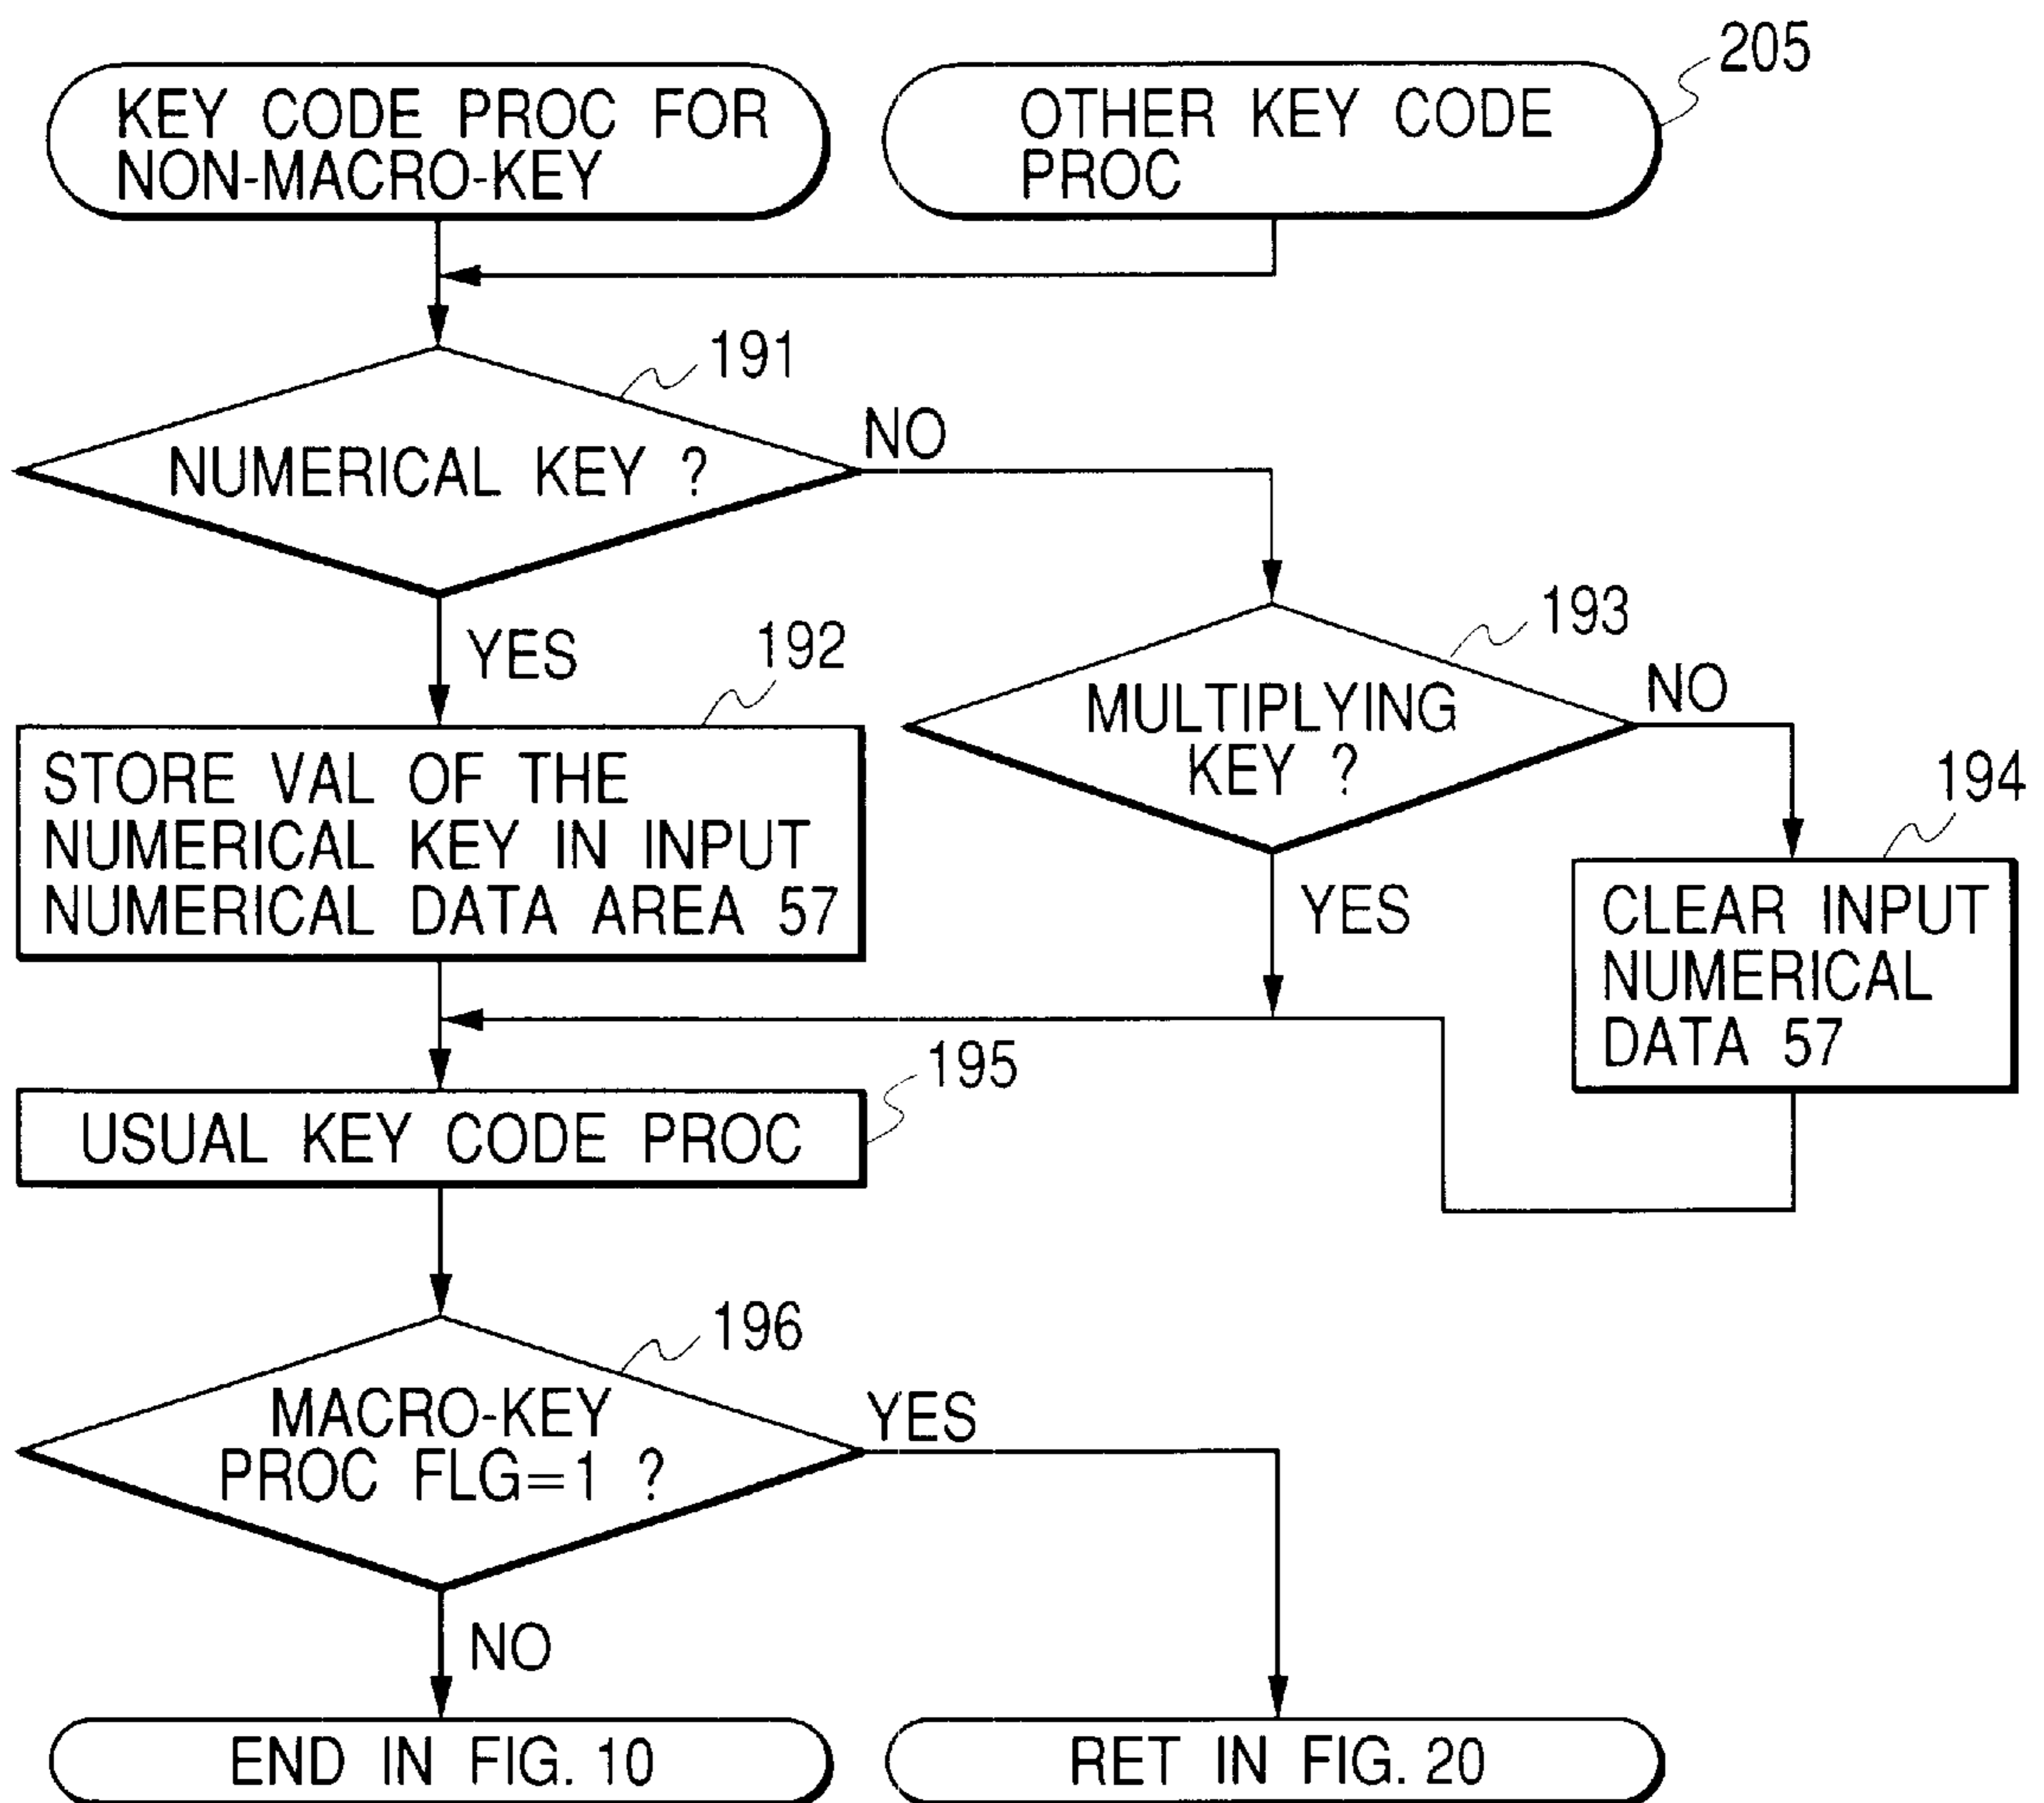 205
KEY CODE PROC FOR
NON-MACRO-KEY
OTHER KEY CODE
PROC
191
NUMERICAL KEY ?
NO
YES
192
193
MULTIPLYING
KEY ?
NO
STORE VAL OF THE
NUMERICAL KEY IN INPUT
NUMERICAL DATA AREA 57
194
YES
CLEAR INPUT
NUMERICAL
DATA 57
195
USUAL KEY CODE PROC
196
MACRO-KEY
PROC FLG=1 ?
YES
NO
END IN FIG. 10
RET IN FIG. 20